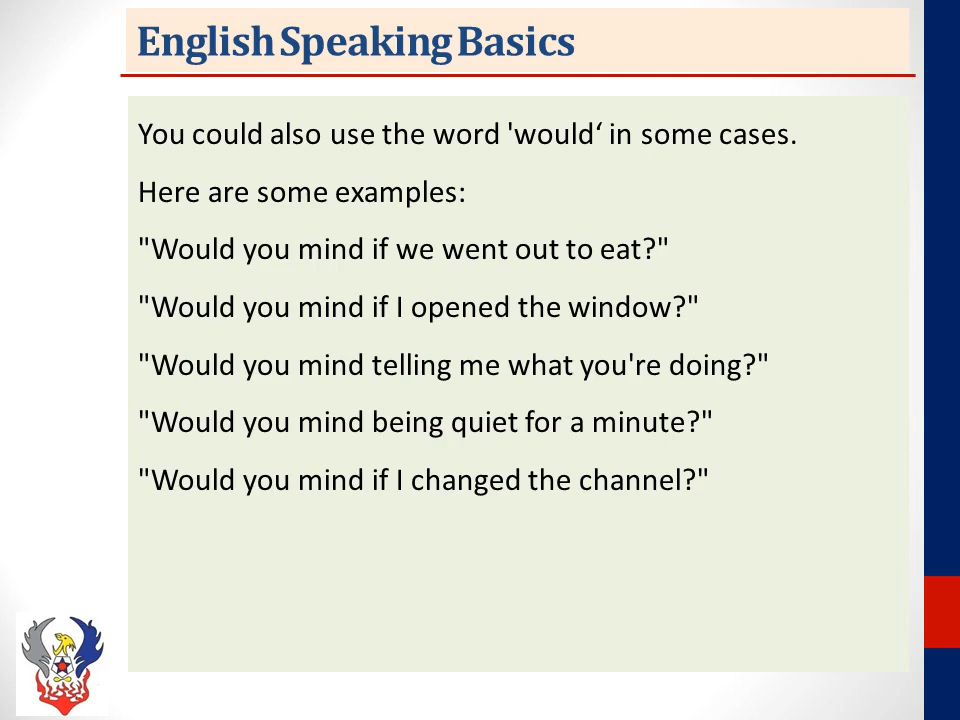 English Speaking Basics
You could also use the word 'would‘ in some cases.
Here are some examples:
"Would you mind if we went out to eat?"
"Would you mind if I opened the window?"
"Would you mind telling me what you're doing?"
"Would you mind being quiet for a minute?"
"Would you mind if I changed the channel?"